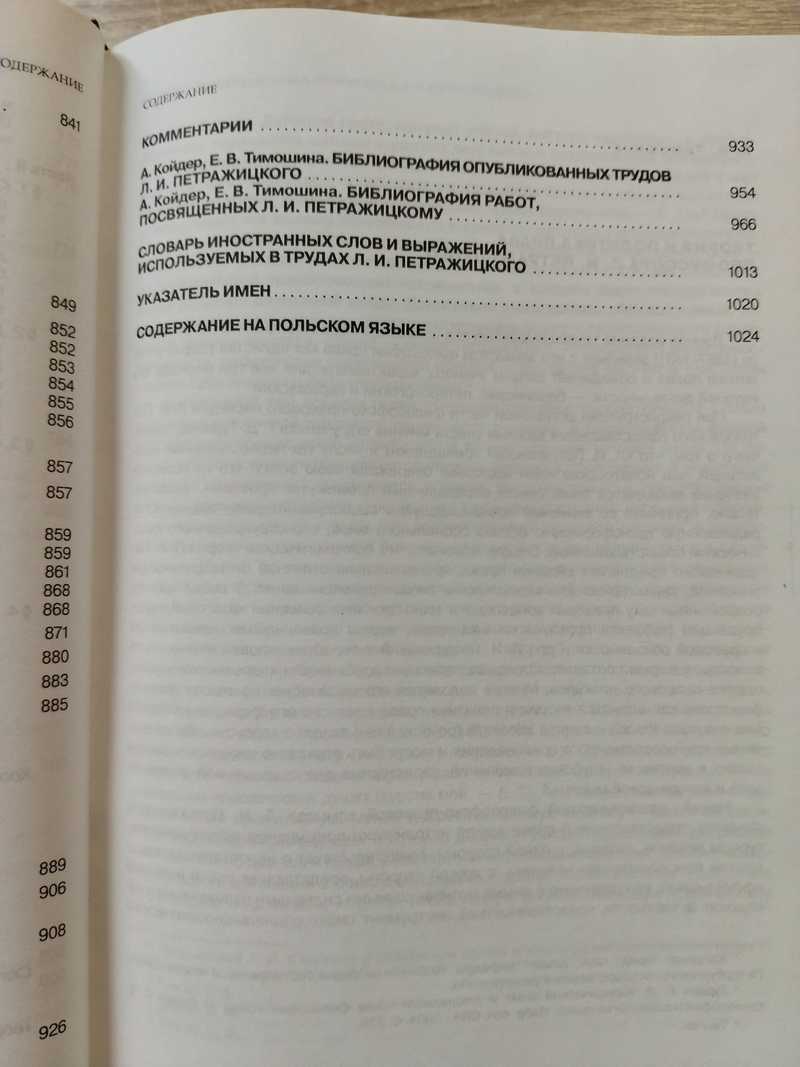 ОДЕРЖАНИЕ
841
849
852
852
853
854
855
856
857
857
859
859
861
868
868
871
880
883
885
889
906
908
926
СОДЕРЖАНИЕ
КОММЕНТАРИИ 933
А. Койдер, Е. В. Тимошина. БИБЛИОГРАФИЯ ОПУБЛИКОВАННЫХ ТРУДОВ
Л. И. ПЕТРАЖИЦКОГО 954
А. Койдер, Е. В. Тимошина. БИБЛИОГРАФИЯ РАБОТ,
ПОСВЯЩЕННЫХ Л. И. ПЕТРАЖИЦКОМУ 966
СЛОВАРЬ ИНОСТРАННЫХ СЛОВ И ВЫРАЖЕНИЙ,
ИСПОЛЬЗУЕМЫХ В ТРУДАХ Л. И. ПЕТРАЖИЦКОГО 1013
УКАЗАТЕЛЬ ИМЕН 1020
СОДЕРЖАНИЕ НА ПОЛЬСКОМ ЯЗЫКЕ 1024